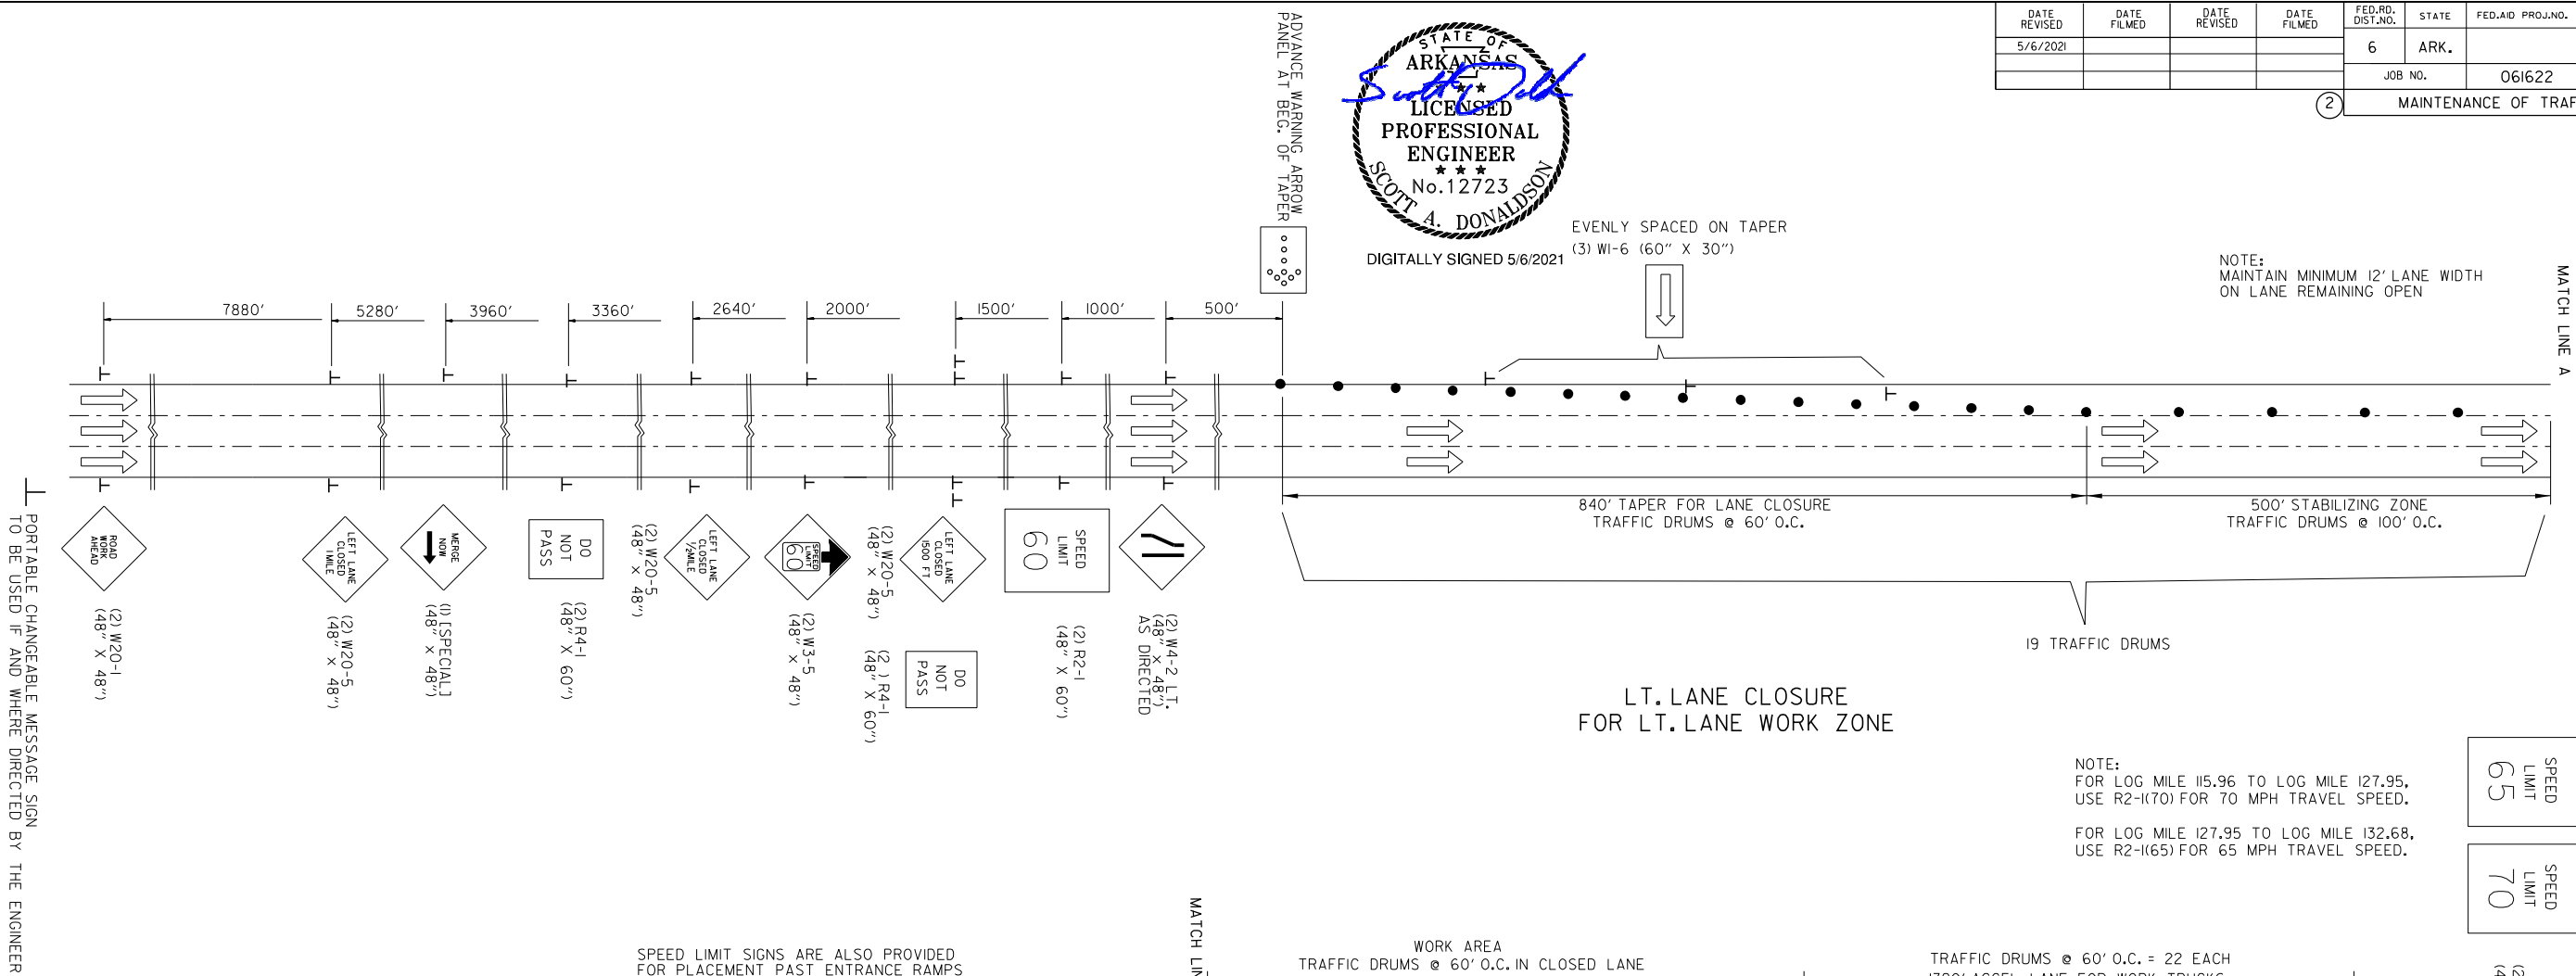 DATE REVISED
DATE FILMED
DATE REVISED
DATE FILMED
FED.RD. DIST.NO.
STATE
FED.AID PROJ.NO.
5/6/2021
6
ARK.
JOB NO.
061622
2
MAINTENANCE OF TRAF
ADVANCE WARNING ARROW
PANEL AT BEG. OF TAPER
STATE OF
ARKANSAS
LICENSED
PROFESSIONAL
ENGINEER
No.12723
SCOTT A. DONALDSON
DIGITALLY SIGNED 5/6/2021
EVENLY SPACED ON TAPER
(3) W1-6 (60" X 30")
NOTE:
MAINTAIN MINIMUM 12' LANE WIDTH
ON LANE REMAINING OPEN
MATCH LINE A
7880'
5280'
3960'
3360'
2640'
2000'
1500'
1000'
500'
840' TAPER FOR LANE CLOSURE
TRAFFIC DRUMS @ 60' O.C.
500' STABILIZING ZONE
TRAFFIC DRUMS @ 100' O.C.
19 TRAFFIC DRUMS
PORTABLE CHANGEABLE MESSAGE SIGN
TO BE USED IF AND WHERE DIRECTED BY THE ENGINEER
ROAD
WORK
AHEAD
(2) W20-1
(48" X 48")
LEFT LANE
CLOSED
1 MILE
(2) W20-5
(48" X 48")
MERGE
NOW
(1) [SPECIAL]
(48" X 48")
DO
NOT
PASS
(2) R4-1
(48" X 60")
(2) W20-5
(48" X 48")
LEFT LANE
CLOSED
1/2 MILE
SPEED
LIMIT
60
(2) W3-5
(48" X 48")
(2) W20-5
(48" X 48")
LEFT LANE
CLOSED
1500 FT
(2 ) R4-1
(48" X 60")
DO
NOT
PASS
SPEED
LIMIT
60
(2) R2-1
(48" X 60")
(2) W4-2 LT.
(48" X 48")
AS DIRECTED
LT. LANE CLOSURE
FOR LT. LANE WORK ZONE
NOTE:
FOR LOG MILE 115.96 TO LOG MILE 127.95,
USE R2-1(70) FOR 70 MPH TRAVEL SPEED.
FOR LOG MILE 127.95 TO LOG MILE 132.68,
USE R2-1(65) FOR 65 MPH TRAVEL SPEED.
SPEED
LIMIT
65
SPEED
LIMIT
70
SPEED LIMIT SIGNS ARE ALSO PROVIDED
FOR PLACEMENT PAST ENTRANCE RAMPS
MATCH LIN
WORK AREA
TRAFFIC DRUMS @ 60' O.C. IN CLOSED LANE
TRAFFIC DRUMS @ 60' O.C. = 22 EACH